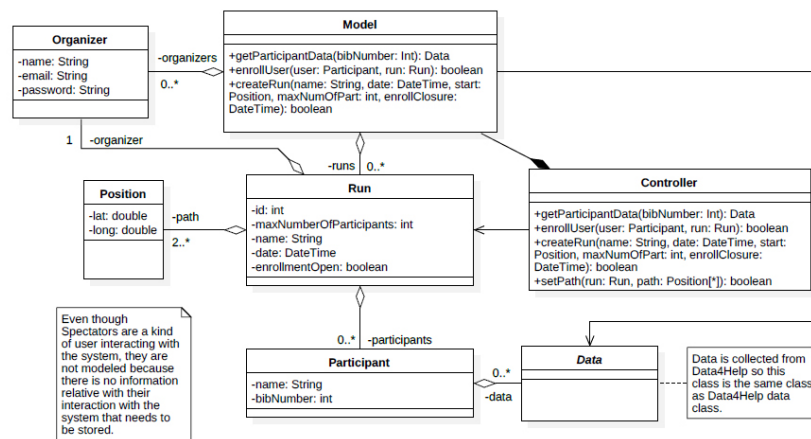 Organizer
-name: String
-email: String
-password: String
-organizers
0..*
Model
+getParticipantData(bibNumber: Int): Data
+enrollUser(user: Participant, run: Run): boolean
+createRun(name: String, date: DateTime, start:
Position, maxNumOfPart: int, enrollClosure:
DateTime): boolean
1
-organizer
-runs
0..*
Position
-lat: double
-long: double
-path
2..*
Run
-id: int
-maxNumberOfParticipants: int
-name: String
-date: DateTime
-enrollmentOpen: boolean
Controller
+getParticipantData(bibNumber: Int): Data
+enrollUser(user: Participant, run: Run): boolean
+createRun(name: String, date: DateTime, start:
Position, maxNumOfPart: int, enrollClosure:
DateTime): boolean
+setPath(run: Run, path: Position[*]): boolean
Even though
Spectators are a kind
of user interacting with
the system, they are
not modeled because
there is no information
relative with their
interaction with the
system that needs to
be stored.
0..*
-participants
Participant
-name: String
-bibNumber: int
0..*
-data
Data
Data is collected from
Data4Help so this
class is the same class
as Data4Help data
class.